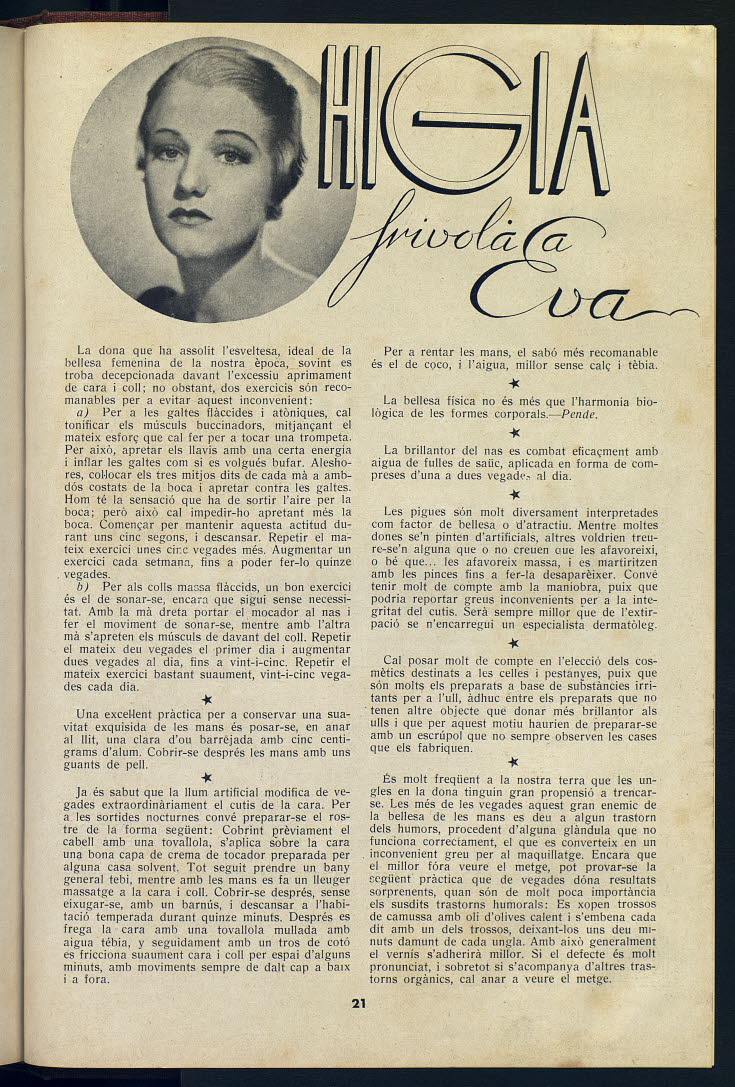 HIGIA
frivola a
Eva
La dona que ha assolit l'esveltesa, ideal de la
bellesa femenina de la nostra època, sovint es
troba decepcionada davant l'excessiu aprimament
de cara i coll; no obstant, dos exercicis són reco-
manables per a evitar aquest inconvenient:
a) Per a les galtes flàccides i atòniques, cal
tonificar els músculs buccinadors, mitjançant el
mateix esforç que cal fer per a tocar una trompeta.
Per això, apretar els llavis amb una certa energia
i inflar les galtes com si es volgués bufar. Alesho-
res, col·locar els tres mitjos dits de cada mà a amb-
dós costats de la boca i apretar contra les galtes.
Hom té la sensació que ha de sortir l'aire per la
boca; però això cal impedir-ho apretant més la
boca. Començar per mantenir aquesta actitud du-
rant uns cinc segons, i descansar. Repetir el ma-
teix exercici unes cinc vegades més. Augmentar un
exercici cada setmana, fins a poder fer-lo quinze
vegades.
b) Per als colls massa flàccids, un bon exercici
és el de sonar-se, encara que sigui sense necessi-
tat. Amb la mà dreta portar el mocador al nas i
fer el moviment de sonar-se, mentre amb l'altra
mà s'apreten els músculs de davant del coll. Repetir
el mateix deu vegades el primer dia i augmentar
dues vegades al dia, fins a vint-i-cinc. Repetir el
mateix exercici bastant suaument, vint-i-cinc vega-
des cada dia.
★
Una excel·lent pràctica per a conservar una sua-
vitat exquisida de les mans és posar-se, en anar
al llit, una clara d'ou barrejada amb cinc centi-
grams d'alum. Cobrir-se després les mans amb uns
guants de pell.
★
Ja és sabut que la llum artificial modifica de ve-
gades extraordinàriament el cutis de la cara. Per
a les sortides nocturnes convé preparar-se el ros-
tre de la forma següent: Cobrint prèviament el
cabell amb una tovallola, s'aplica sobre la cara
una bona capa de crema de tocador preparada per
alguna casa solvent. Tot seguit prendre un bany
general tebi, mentre amb les mans es fa un lleuger
massatge a la cara i coll. Cobrir-se després, sense
eixugar-se, amb un barnús, i descansar a l'habi-
tació temperada durant quinze minuts. Després es
frega la cara amb una tovallola mullada amb
aigua tébia, y seguidament amb un tros de cotó
es fricciona suaument cara i coll per espai d'alguns
minuts, amb moviments sempre de dalt cap a baix
i a fora.
Per a rentar les mans, el sabó més recomanable
és el de coco, i l'aigua, millor sense calç i tèbia.
★
La bellesa física no és més que l'harmonia bio-
lògica de les formes corporals.—Pende.
★
La brillantor del nas es combat eficaçment amb
aigua de fulles de saüc, aplicada en forma de com-
preses d'una a dues vegades al dia.
★
Les pigues són molt diversament interpretades
com factor de bellesa o d'atractiu. Mentre moltes
dones se'n pinten d'artificials, altres voldrien treu-
re-se'n alguna que o no creuen que les afavoreixi,
o bé que... les afavoreix massa, i es martiritzen
amb les pinces fins a fer-la desaparèixer. Convé
tenir molt de compte amb la maniobra, puix que
podria reportar greus inconvenients per a la inte-
gritat del cutis. Serà sempre millor que de l'extir-
pació se n'encarregui un especialista dermatòleg.
★
Cal posar molt de compte en l'elecció dels cos-
mètics destinats a les celles i pestanyes, puix que
són molts els preparats a base de substàncies irri-
tants per a l'ull, àdhuc entre els preparats que no
tenen altre objecte que donar més brillantor als
ulls i que per aquest motiu haurien de preparar-se
amb un escrúpol que no sempre observen les cases
que els fabriquen.
★
És molt freqüent a la nostra terra que les un-
gles en la dona tinguin gran propensió a trencar-
se. Les més de les vegades aquest gran enemic de
la bellesa de les mans es deu a algun trastorn
dels humors, procedent d'alguna glàndula que no
funciona correctament, el que es converteix en un
inconvenient greu per al maquillatge. Encara que
el millor fóra veure el metge, pot provar-se la
següent pràctica que de vegades dóna resultats
sorprenents, quan són de molt poca importància
els susdits trastorns humorals: Es xopen trossos
de camussa amb oli d'olives calent i s'embena cada
dit amb un dels trossos, deixant-los uns deu mi-
nuts damunt de cada ungla. Amb això generalment
el vernís s'adherirà millor. Si el defecte és molt
pronunciat, i sobretot si s'acompanya d'altres tras-
torns orgànics, cal anar a veure el metge.
21